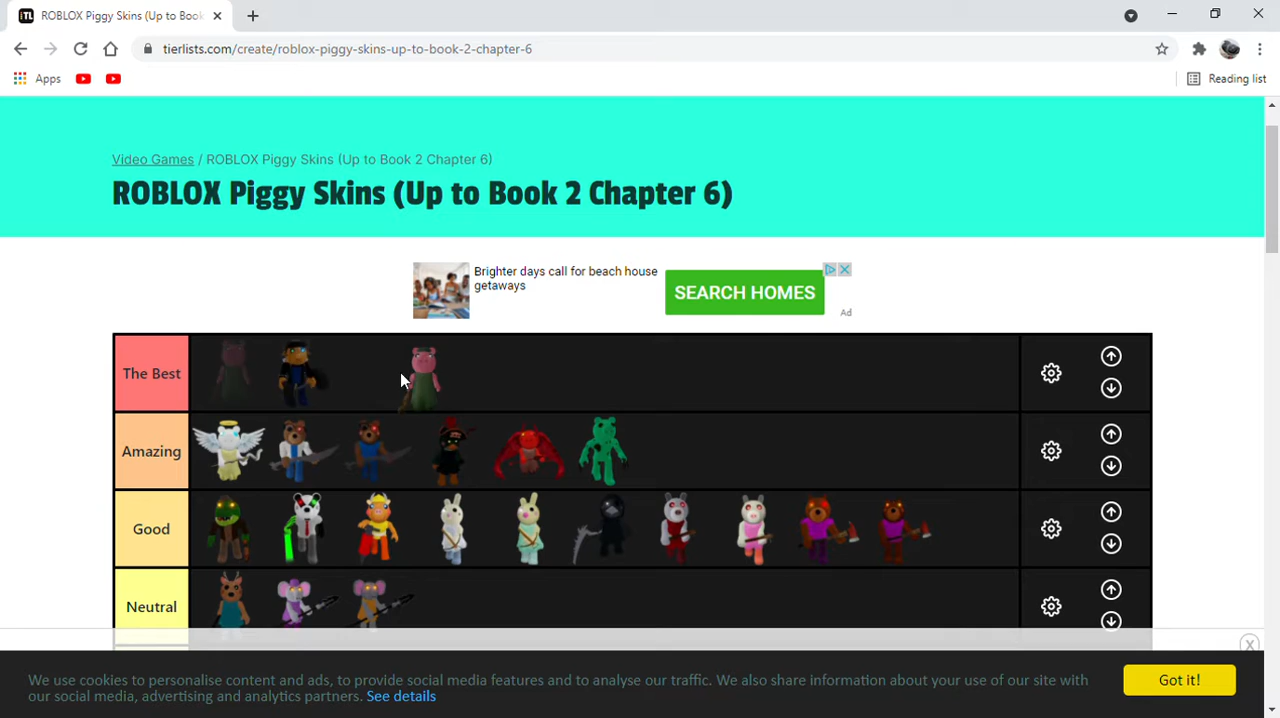 ROBLOX Piggy Skins (Up to Book
tierlists.com/create/roblox-piggy-skins-up-to-book-2-chapter-6
Apps
Reading list
Video Games / ROBLOX Piggy Skins (Up to Book 2 Chapter 6)
ROBLOX Piggy Skins (Up to Book 2 Chapter 6)
Brighter days call for beach house
getaways
SEARCH HOMES
Ad
The Best
Amazing
Good
Neutral
We use cookies to personalise content and ads, to provide social media features and to analyse our traffic. We also share information about your use of our site with
our social media, advertising and analytics partners. See details
Got it!